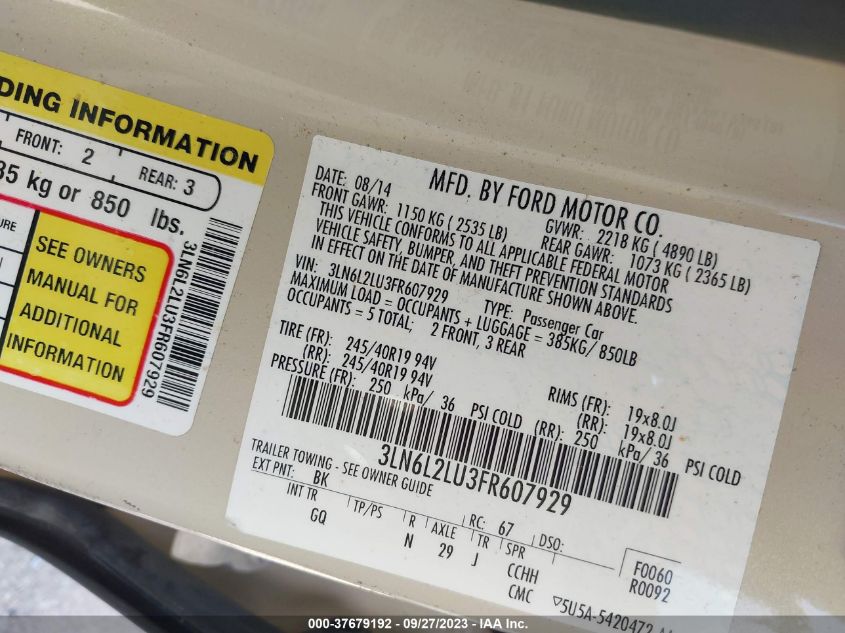 DING INFORMATION
FRONT: 2
REAR: 3
85 kg or 850 lbs.
SEE OWNERS
MANUAL FOR
ADDITIONAL
INFORMATION
3LN6L2LU3FR607929
MFD. BY FORD MOTOR CO.
DATE: 08/14
GVWR: 2218 KG ( 4890 LB)
FRONT GAWR: 1150 KG ( 2535 LB)
REAR GAWR: 1073 KG ( 2365 LB)
THIS VEHICLE CONFORMS TO ALL APPLICABLE FEDERAL MOTOR
VEHICLE SAFETY, BUMPER, AND THEFT PREVENTION STANDARDS
IN EFFECT ON THE DATE OF MANUFACTURE SHOWN ABOVE.
VIN: 3LN6L2LU3FR607929
TYPE: Passenger Car
MAXIMUM LOAD = OCCUPANTS + LUGGAGE = 385KG/850LB
OCCUPANTS = 5 TOTAL; 2 FRONT, 3 REAR
TIRE (FR): 245/40R19 94V RIMS (FR): 19x8.0J
(RR): 245/40R19 94V (RR): 19x8.0J
PRESSURE (FR): 250 kPa/ 36 PSI COLD (RR): 250 kPa/36 PSI COLD
3LN6L2LU3FR607929
TRAILER TOWING - SEE OWNER GUIDE
EXT PNT: BK RC: 67 DSO:
INT TR TP/PS R AXLE TR SPR
GQ N 29 J CCHH
CMC
F0060
R0092
▽5U5A-5420472
000-37679192 - 09/27/2023 - IAA Inc.